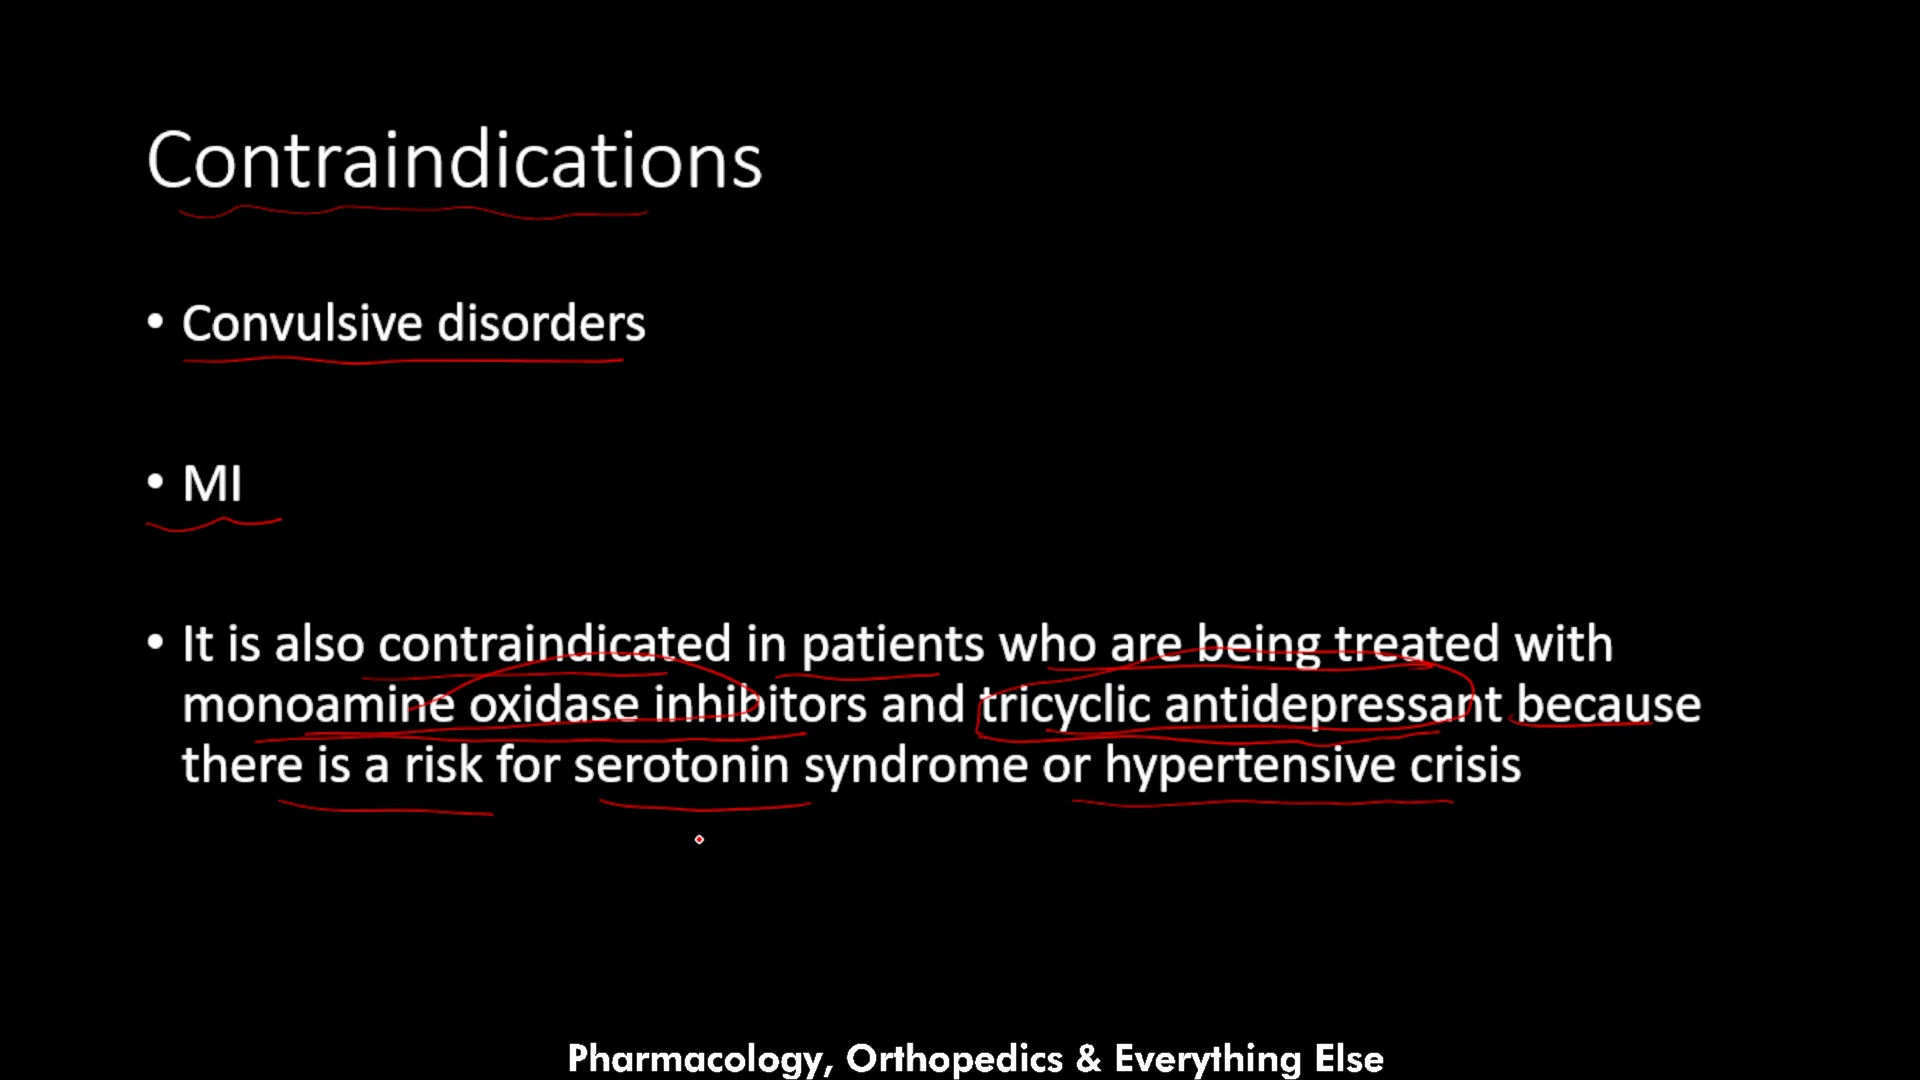 Contraindications
• Convulsive disorders
• MI
• It is also contraindicated in patients who are being treated with
monoamine oxidase inhibitors and tricyclic antidepressant because
there is a risk for serotonin syndrome or hypertensive crisis
Pharmacology, Orthopedics & Everything Else